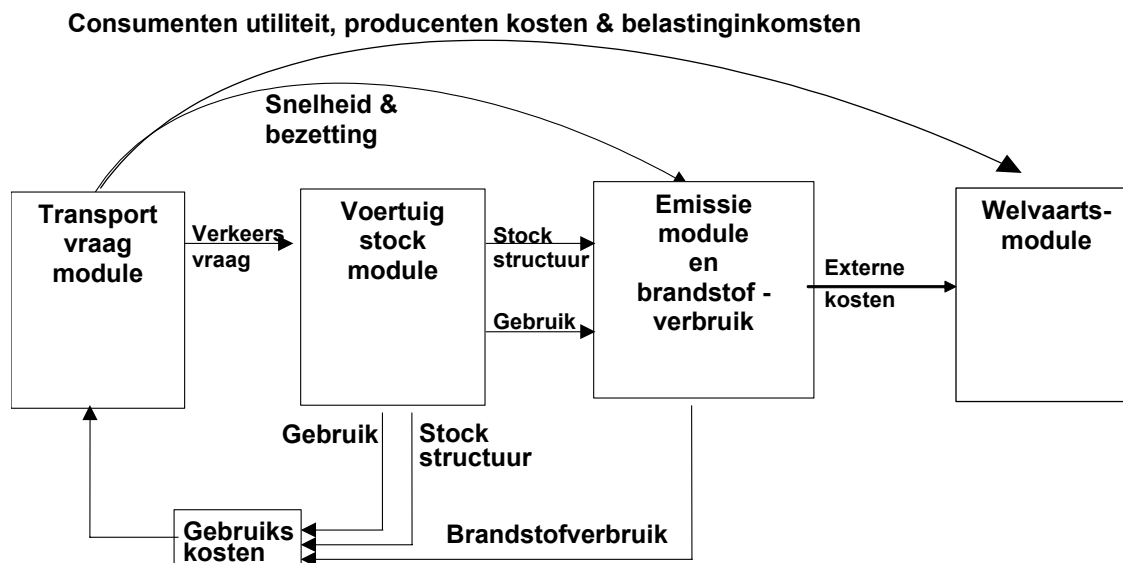 Consumenten utiliteit, producenten kosten & belastinginkomsten
Snelheid &
bezetting
Transport
vraag
module
Verkeers
vraag
Voertuig
stock
module
Stock
structuur
Gebruik
Emissie
module
en
brandstof -
verbruik
Externe
kosten
Welvaarts-
module
Gebruik
Stock
structuur
Brandstofverbruik
Gebruiks
kosten